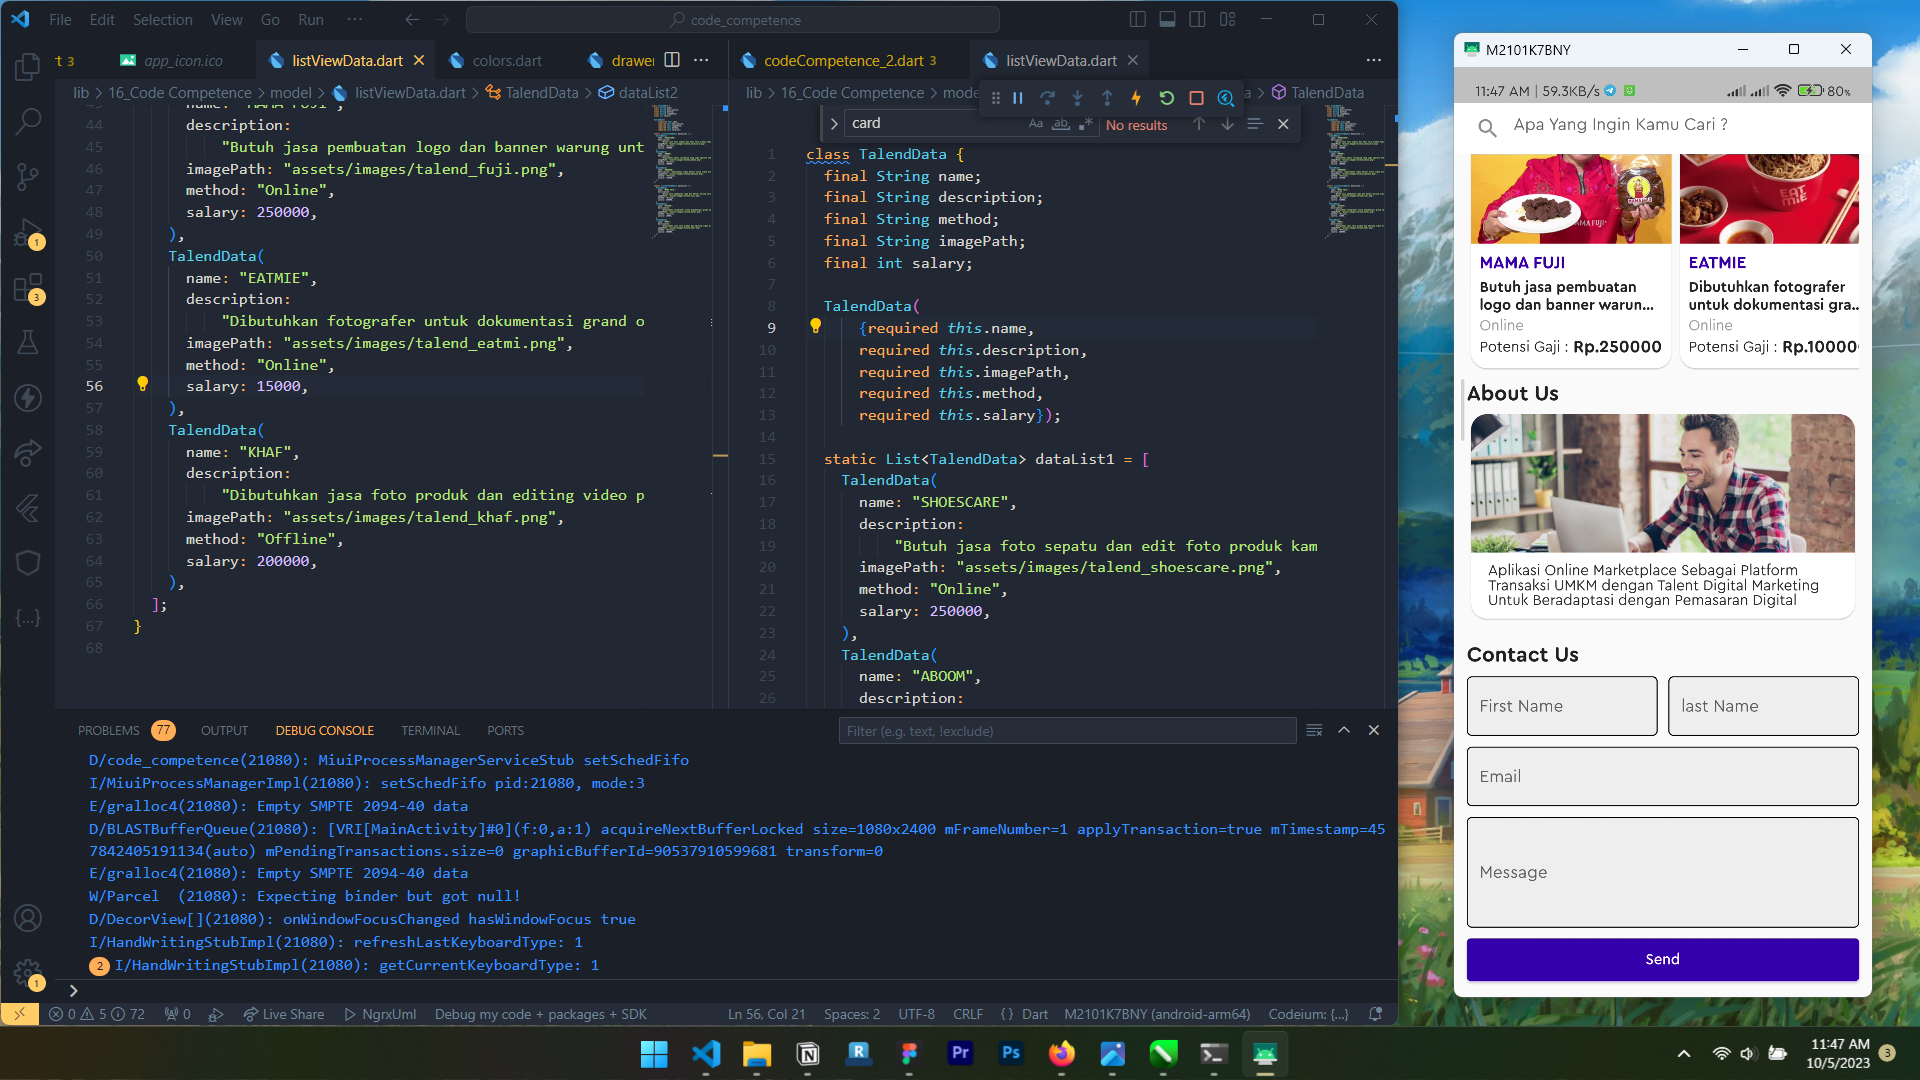 File Edit Selection View Go Run ··· code_competence
t 3 app_icon.ico listViewData.dart colors.dart drawer ···
lib > 16_Code Competence > model > listViewData.dart > TalendData > dataList2
44 description:
45 "Butuh jasa pembuatan logo dan banner warung unt
46 imagePath: "assets/images/talend_fuji.png",
47 method: "Online",
48 salary: 250000,
49 ),
50 TalendData(
51 name: "EATMIE",
52 description:
53 "Dibutuhkan fotografer untuk dokumentasi grand o
54 imagePath: "assets/images/talend_eatmi.png",
55 method: "Online",
56 salary: 15000,
57 ),
58 TalendData(
59 name: "KHAF",
60 description:
61 "Dibutuhkan jasa foto produk dan editing video p
62 imagePath: "assets/images/talend_khaf.png",
63 method: "Offline",
64 salary: 200000,
65 ),
66 ];
67 }
68
codeCompetence_2.dart 3 listViewData.dart ···
lib > 16_Code Competence > mode a > TalendData
card Aa ab No results
1 class TalendData {
2 final String name;
3 final String description;
4 final String method;
5 final String imagePath;
6 final int salary;
7
8 TalendData(
9 {required this.name,
10 required this.description,
11 required this.imagePath,
12 required this.method,
13 required this.salary});
14
15 static List<TalendData> dataList1 = [
16 TalendData(
17 name: "SHOESCARE",
18 description:
19 "Butuh jasa foto sepatu dan edit foto produk kam
20 imagePath: "assets/images/talend_shoescare.png",
21 method: "Online",
22 salary: 250000,
23 ),
24 TalendData(
25 name: "ABOOM",
26 description:
PROBLEMS 77 OUTPUT DEBUG CONSOLE TERMINAL PORTS Filter (e.g. text, !exclude)
D/code_competence(21080): MiuiProcessManagerServiceStub setSchedFifo
I/MiuiProcessManagerImpl(21080): setSchedFifo pid:21080, mode:3
E/gralloc4(21080): Empty SMPTE 2094-40 data
D/BLASTBufferQueue(21080): [VRI[MainActivity]#0](f:0,a:1) acquireNextBufferLocked size=1080x2400 mFrameNumber=1 applyTransaction=true mTimestamp=45
7842405191134(auto) mPendingTransactions.size=0 graphicBufferId=90537910599681 transform=0
E/gralloc4(21080): Empty SMPTE 2094-40 data
W/Parcel (21080): Expecting binder but got null!
D/DecorView[](21080): onWindowFocusChanged hasWindowFocus true
I/HandWritingStubImpl(21080): refreshLastKeyboardType: 1
2 I/HandWritingStubImpl(21080): getCurrentKeyboardType: 1
>
0 5 72 0 Live Share NgrxUml Debug my code + packages + SDK Ln 56, Col 21 Spaces: 2 UTF-8 CRLF {} Dart M2101K7BNY (android-arm64) Codeium: {...}
1
3
1
M2101K7BNY
11:47 AM | 59.3KB/s 80%
Apa Yang Ingin Kamu Cari ?
MAMA FUJI
Butuh jasa pembuatan
logo dan banner warun...
Online
Potensi Gaji : Rp.250000
EAT
MIE
EATMIE
Dibutuhkan fotografer
untuk dokumentasi gra..
Online
Potensi Gaji : Rp.10000
About Us
Aplikasi Online Marketplace Sebagai Platform
Transaksi UMKM dengan Talent Digital Marketing
Untuk Beradaptasi dengan Pemasaran Digital
Contact Us
First Name last Name
Email
Message
Send
R Pr Ps
11:47 AM
10/5/2023
3